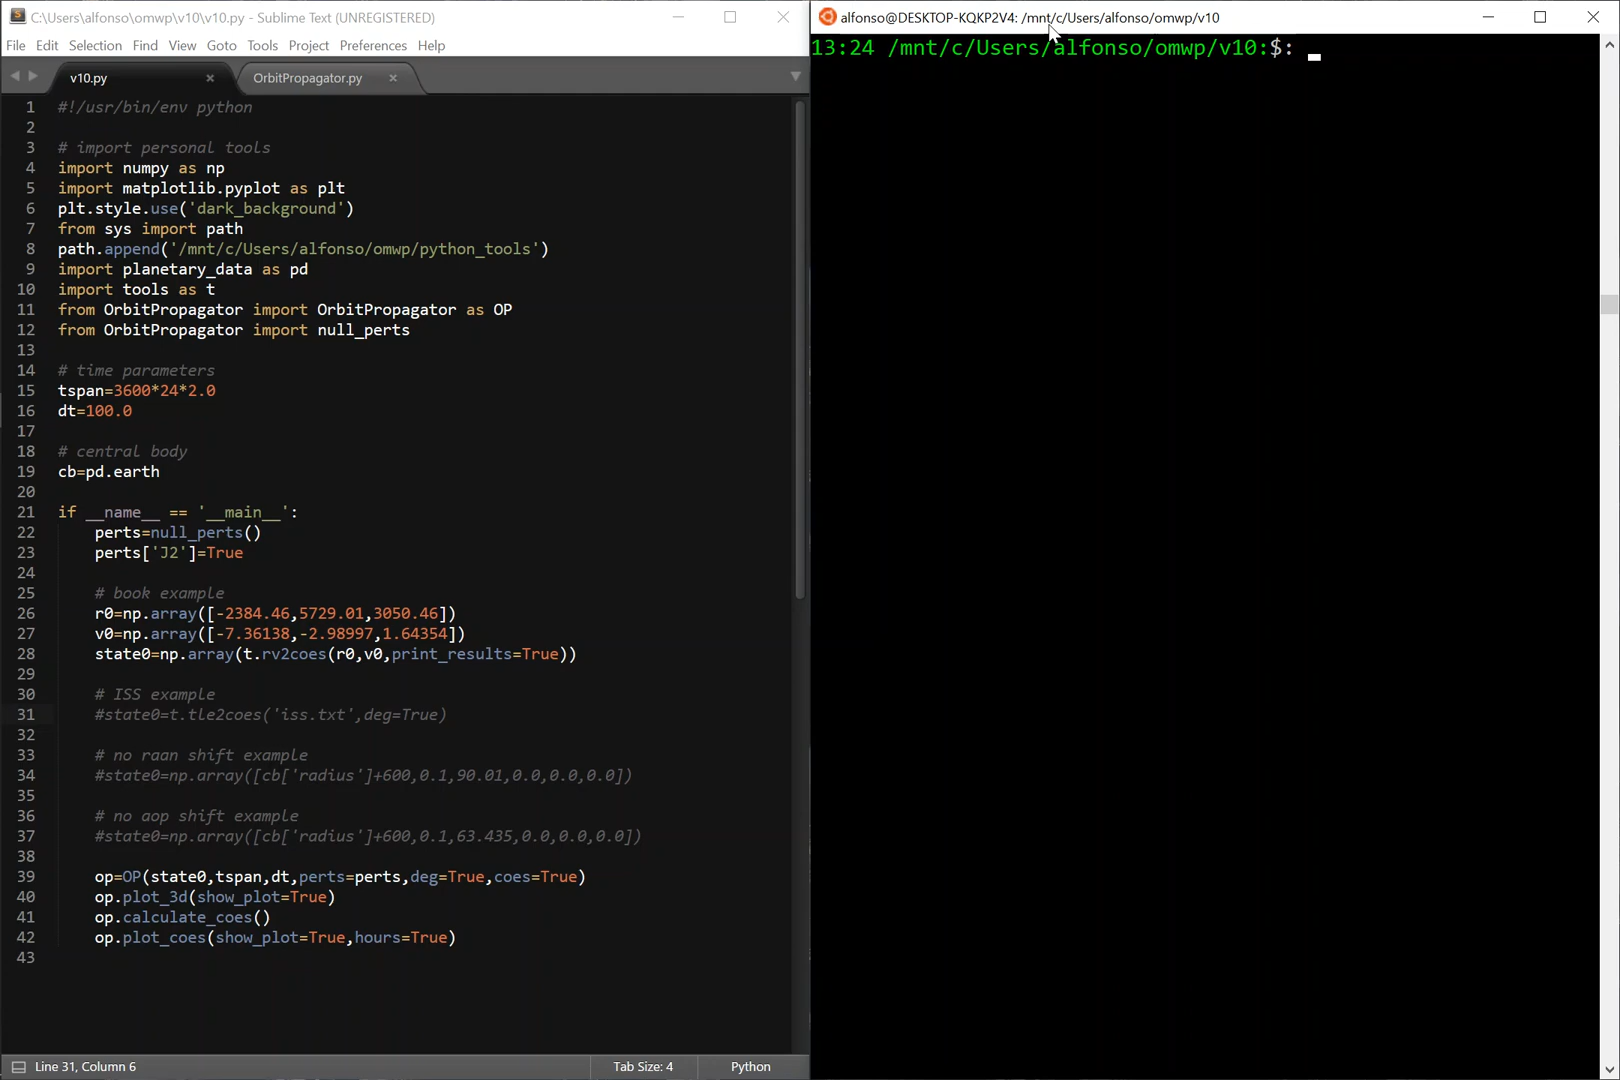 C:\Users\alfonso\omwp\v10\v10.py - Sublime Text (UNREGISTERED)
File Edit Selection Find View Goto Tools Project Preferences Help
v10.py OrbitPropagator.py
1 #!/usr/bin/env python
2
3 # import personal tools
4 import numpy as np
5 import matplotlib.pyplot as plt
6 plt.style.use('dark_background')
7 from sys import path
8 path.append('/mnt/c/Users/alfonso/omwp/python_tools')
9 import planetary_data as pd
10 import tools as t
11 from OrbitPropagator import OrbitPropagator as OP
12 from OrbitPropagator import null_perts
13
14 # time parameters
15 tspan=3600*24*2.0
16 dt=100.0
17
18 # central body
19 cb=pd.earth
20
21 if __name__ == '__main__':
22 perts=null_perts()
23 perts['J2']=True
24
25 # book example
26 r0=np.array([-2384.46,5729.01,3050.46])
27 v0=np.array([-7.36138,-2.98997,1.64354])
28 state0=np.array(t.rv2coes(r0,v0,print_results=True))
29
30 # ISS example
31 #state0=t.tle2coes('iss.txt',deg=True)
32
33 # no raan shift example
34 #state0=np.array([cb['radius']+600,0.1,90.01,0.0,0.0,0.0])
35
36 # no aop shift example
37 #state0=np.array([cb['radius']+600,0.1,63.435,0.0,0.0,0.0])
38
39 op=OP(state0,tspan,dt,perts=perts,deg=True,coes=True)
40 op.plot_3d(show_plot=True)
41 op.calculate_coes()
42 op.plot_coes(show_plot=True,hours=True)
43
Line 31, Column 6 Tab Size: 4 Python
alfonso@DESKTOP-KQKP2V4: /mnt/c/Users/alfonso/omwp/v10
13:24 /mnt/c/Users/alfonso/omwp/v10:$: